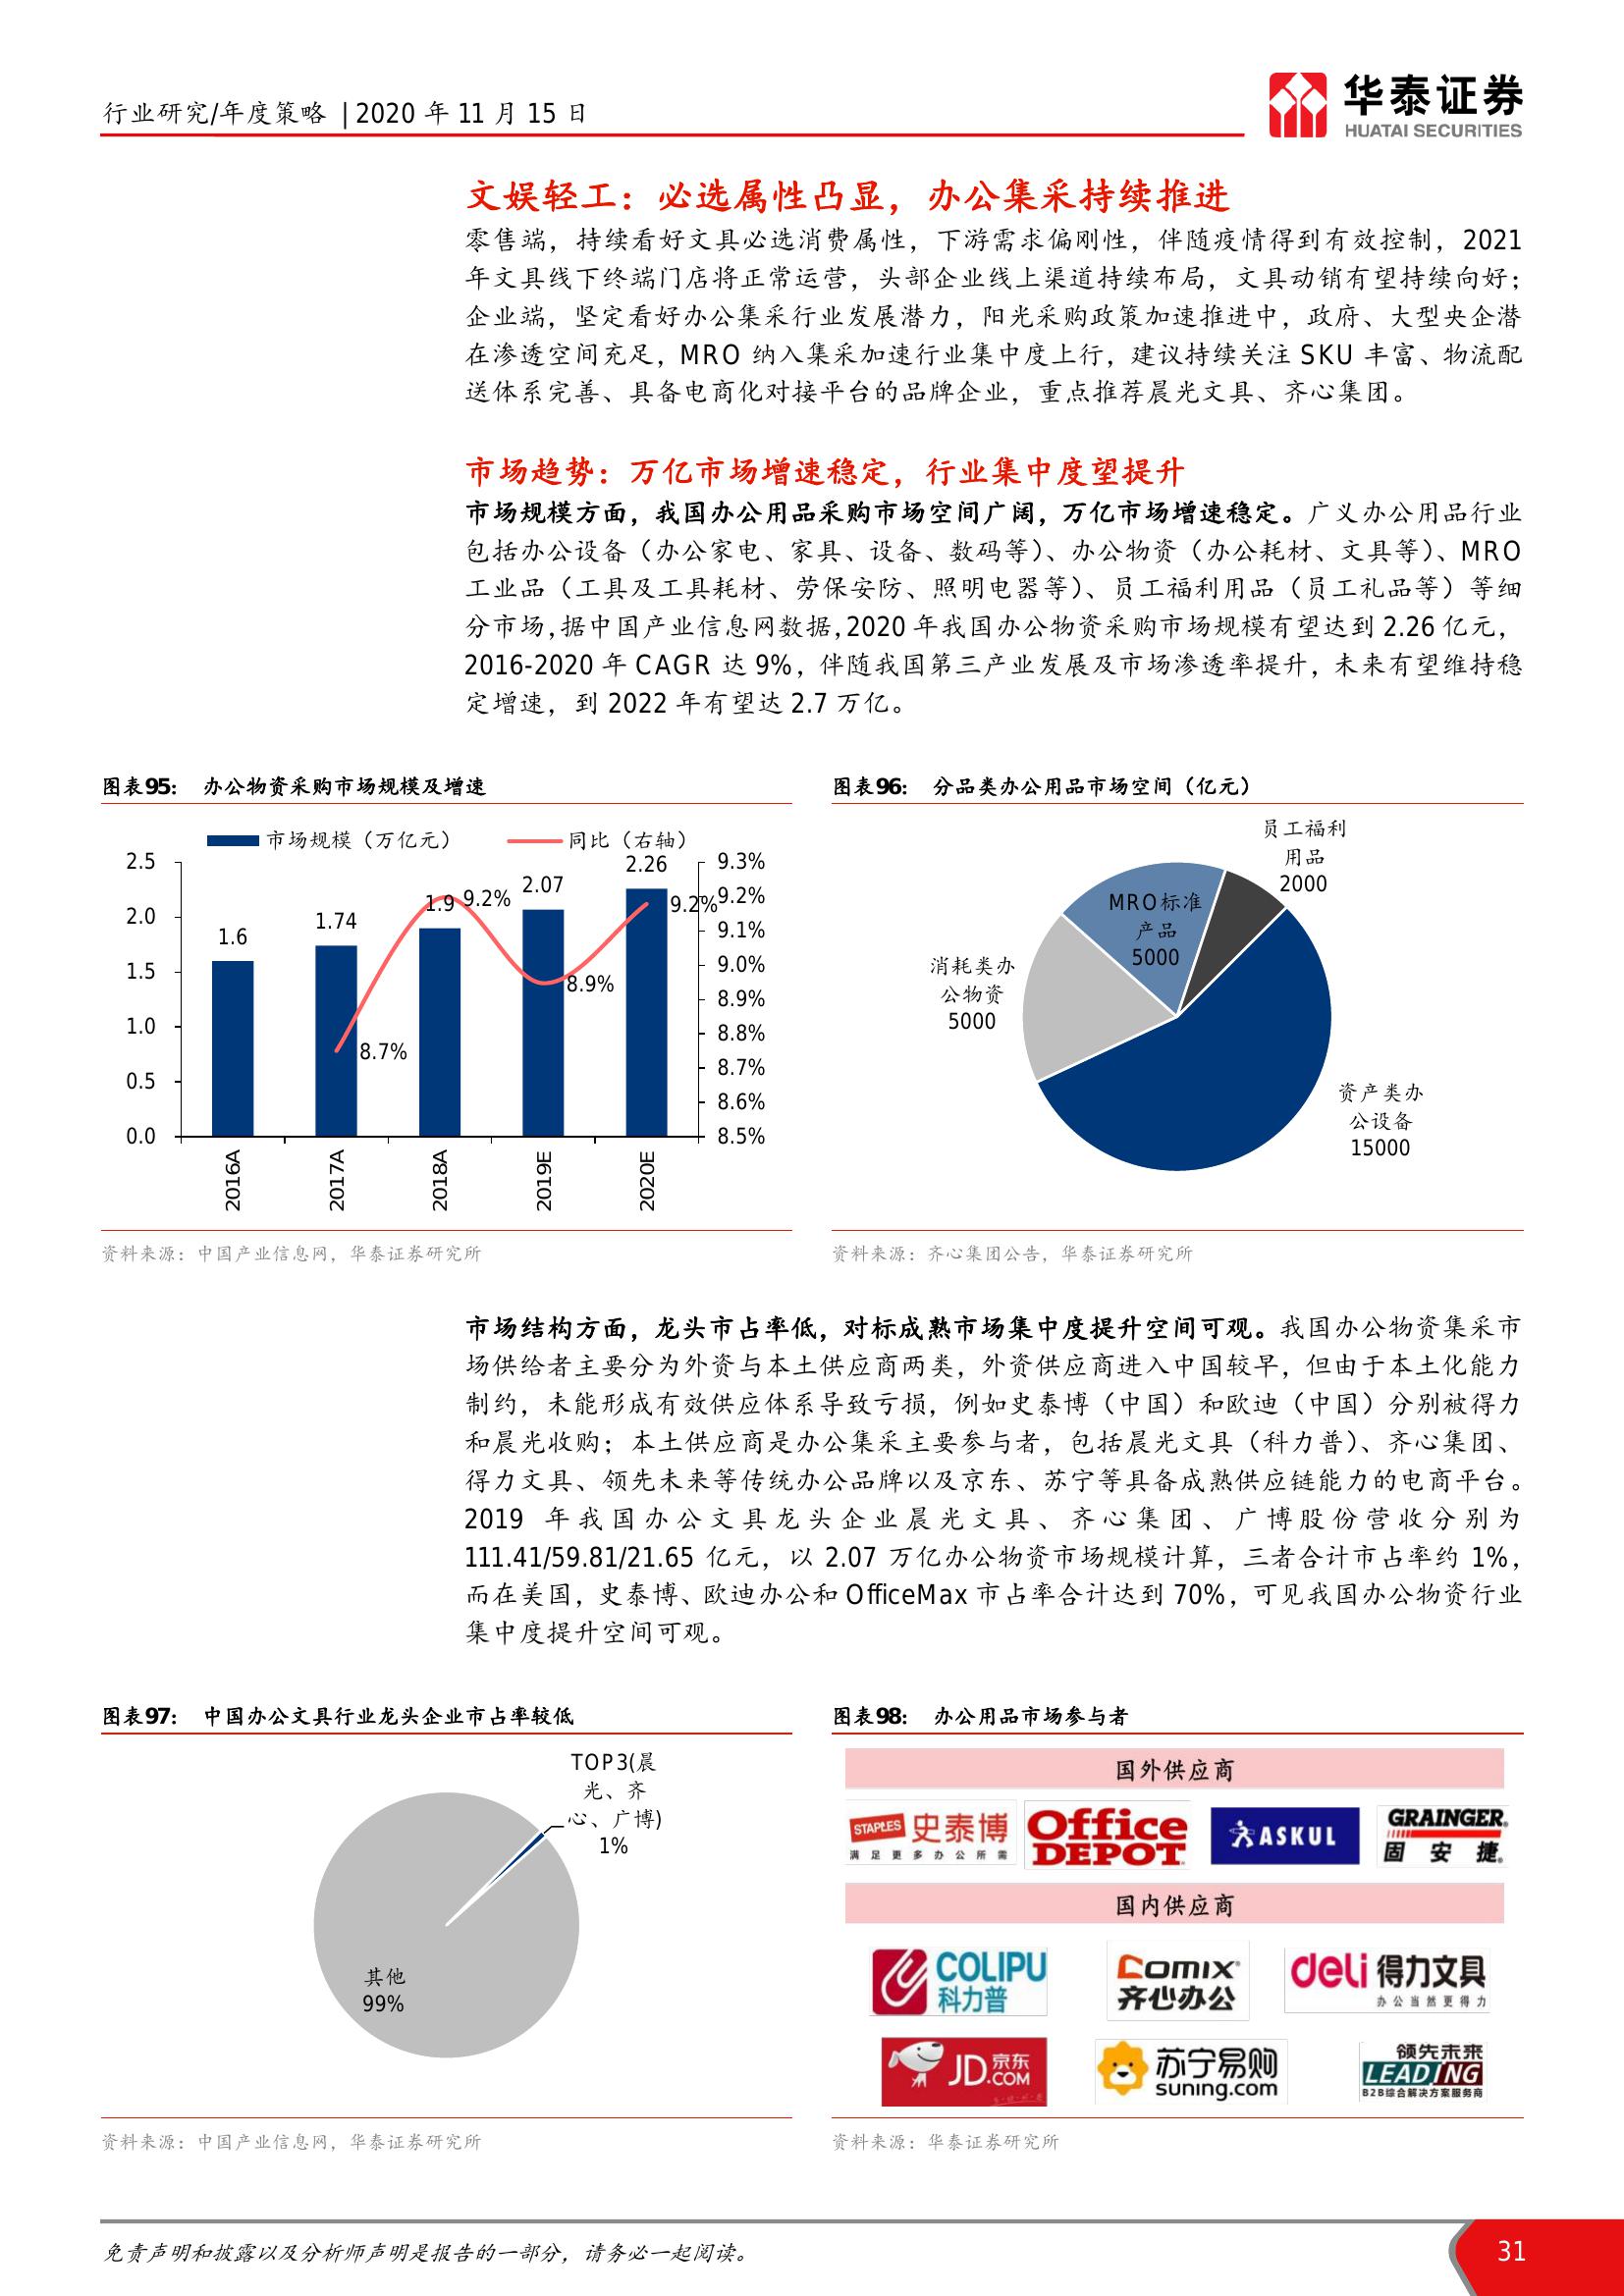 行业研究/年度策略 | 2020 年 11 月 15 日
华泰证券
HUATAI SECURITIES
文娱轻工：必选属性凸显，办公集采持续推进
零售端，持续看好文具必选消费属性，下游需求偏刚性，伴随疫情得到有效控制，2021
年文具线下终端门店将正常运营，头部企业线上渠道持续布局，文具动销有望持续向好；
企业端，坚定看好办公集采行业发展潜力，阳光采购政策加速推进中，政府、大型央企潜
在渗透空间充足，MRO 纳入集采加速行业集中度上行，建议持续关注 SKU 丰富、物流配
送体系完善、具备电商化对接平台的品牌企业，重点推荐晨光文具、齐心集团。
市场趋势：万亿市场增速稳定，行业集中度望提升
市场规模方面，我国办公用品采购市场空间广阔，万亿市场增速稳定。广义办公用品行业
包括办公设备（办公家电、家具、设备、数码等）、办公物资（办公耗材、文具等）、MRO
工业品（工具及工具耗材、劳保安防、照明电器等）、员工福利用品（员工礼品等）等细
分市场，据中国产业信息网数据，2020 年我国办公物资采购市场规模有望达到 2.26 亿元，
2016-2020 年 CAGR 达 9%，伴随我国第三产业发展及市场渗透率提升，未来有望维持稳
定增速，到 2022 年有望达 2.7 万亿。
图表95： 办公物资采购市场规模及增速
市场规模（万亿元） 同比（右轴）
2.5
2.0
1.5
1.0
0.5
0.0
1.6
1.74
1.9
2.07
2.26
8.7%
9.2%
8.9%
9.2%
9.3%
9.2%
9.1%
9.0%
8.9%
8.8%
8.7%
8.6%
8.5%
2016A
2017A
2018A
2019E
2020E
资料来源：中国产业信息网，华泰证券研究所
图表96： 分品类办公用品市场空间（亿元）
员工福利
用品
2000
MRO标准
产品
5000
消耗类办
公物资
5000
资产类办
公设备
15000
资料来源：齐心集团公告，华泰证券研究所
市场结构方面，龙头市占率低，对标成熟市场集中度提升空间可观。我国办公物资集采市
场供给者主要分为外资与本土供应商两类，外资供应商进入中国较早，但由于本土化能力
制约，未能形成有效供应体系导致亏损，例如史泰博（中国）和欧迪（中国）分别被得力
和晨光收购；本土供应商是办公集采主要参与者，包括晨光文具（科力普）、齐心集团、
得力文具、领先未来等传统办公品牌以及京东、苏宁等具备成熟供应链能力的电商平台。
2019 年我国办公文具龙头企业晨光文具、齐心集团、广博股份营收分别为
111.41/59.81/21.65 亿元，以 2.07 万亿办公物资市场规模计算，三者合计市占率约 1%，
而在美国，史泰博、欧迪办公和 OfficeMax 市占率合计达到 70%，可见我国办公物资行业
集中度提升空间可观。
图表97： 中国办公文具行业龙头企业市占率较低
TOP3(晨
光、齐
心、广博)
1%
其他
99%
资料来源：中国产业信息网，华泰证券研究所
图表98： 办公用品市场参与者
国外供应商
STAPLES 史泰博
满足更多办公所需
Office
DEPOT
ASKUL
GRAINGER
固安捷
国内供应商
COLIPU
科力普
Comix
齐心办公
deli 得力文具
办公当然更得力
JD.COM 京东
苏宁易购
suning.com
领先未来
LEADING
B2B综合解决方案服务商
资料来源：华泰证券研究所
免责声明和披露以及分析师声明是报告的一部分，请务必一起阅读。
31